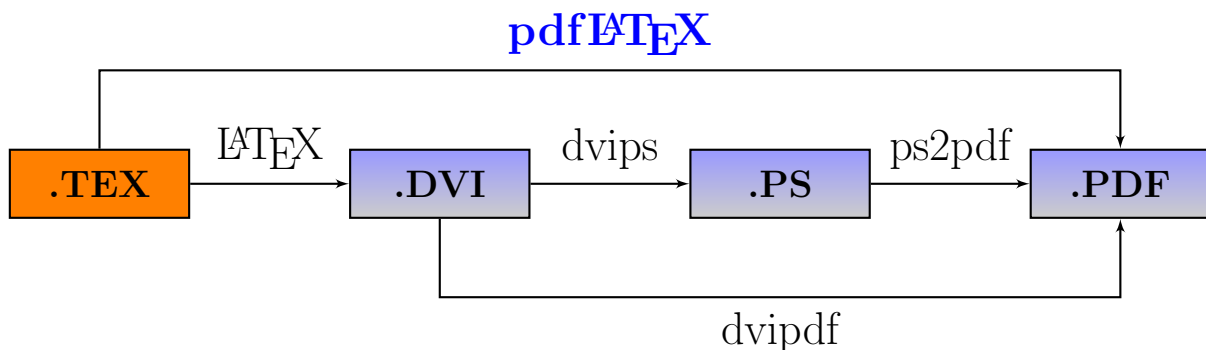 pdfLATEX
LATEX
dvips
ps2pdf
.TEX
.DVI
.PS
.PDF
dvipdf